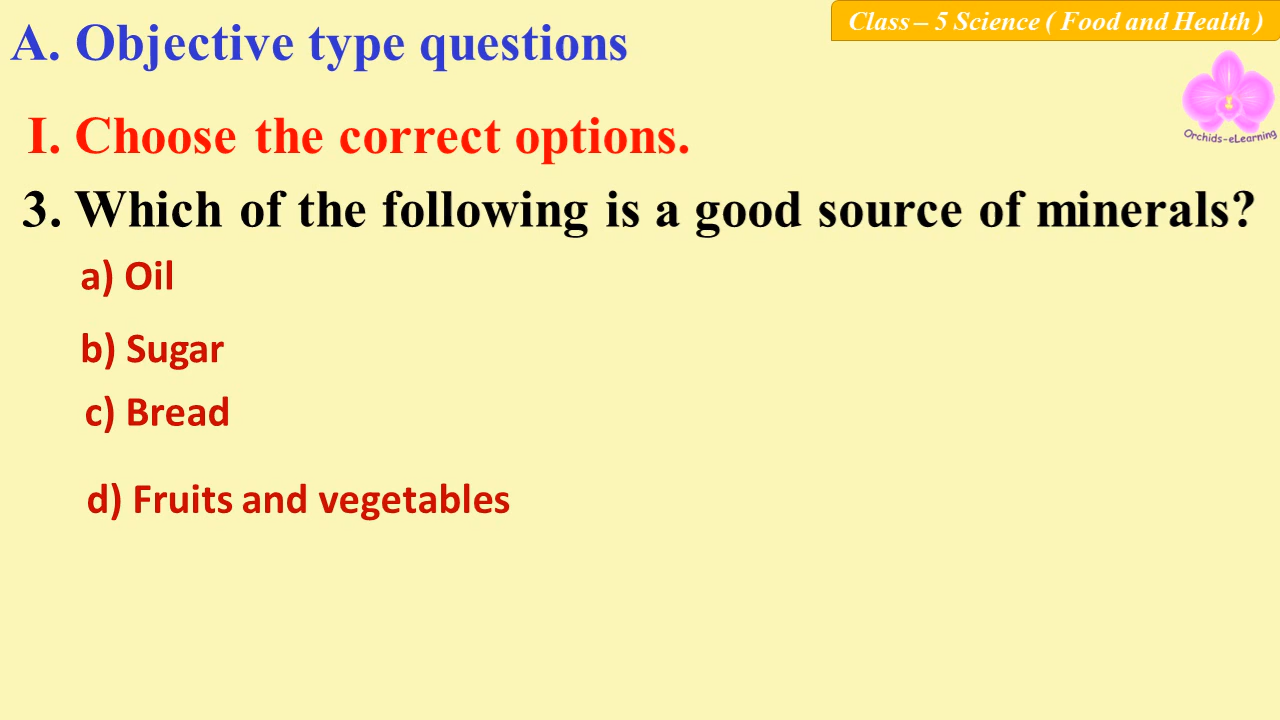 Class – 5 Science ( Food and Health )
A. Objective type questions
Orchids-eLearning
I. Choose the correct options.
3. Which of the following is a good source of minerals?
a) Oil
b) Sugar
c) Bread
d) Fruits and vegetables